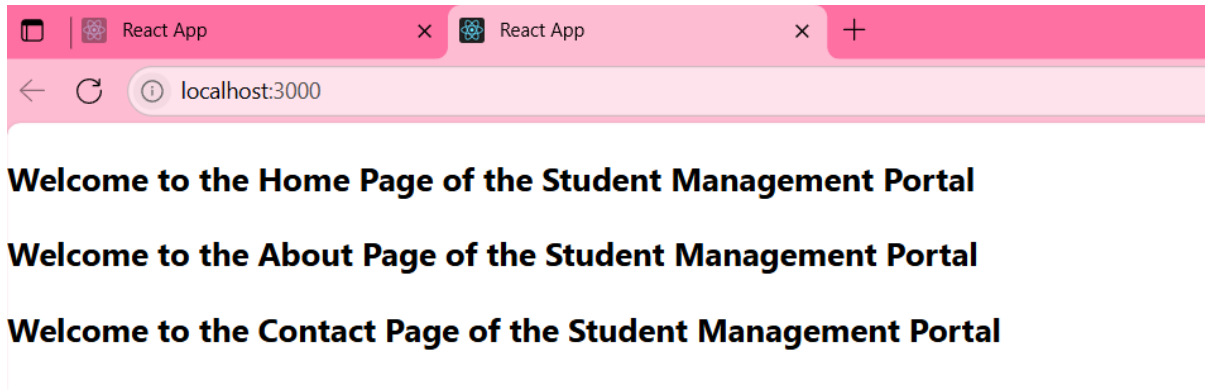 React App
React App
localhost:3000
Welcome to the Home Page of the Student Management Portal
Welcome to the About Page of the Student Management Portal
Welcome to the Contact Page of the Student Management Portal